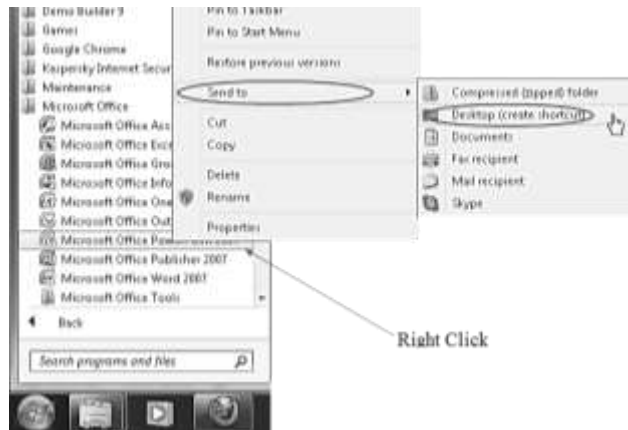 Demo Builder 9
Games
Google Chrome
Kaspersky Internet Secur
Maintenance
Microsoft Office
Microsoft Office Acc
Microsoft Office Exce
Microsoft Office Gro
Microsoft Office Info
Microsoft Office One
Microsoft Office Out
Microsoft Office
Microsoft Office Publisher 2007
Microsoft Office Word 2007
Microsoft Office Tools
Back
Search programs and files
Pin to Taskbar
Pin to Start Menu
Restore previous versions
Send to
Cut
Copy
Delete
Rename
Properties
Compressed (zipped) folder
Desktop (create shortcut)
Documents
Fax recipient
Mail recipient
Skype
Right Click